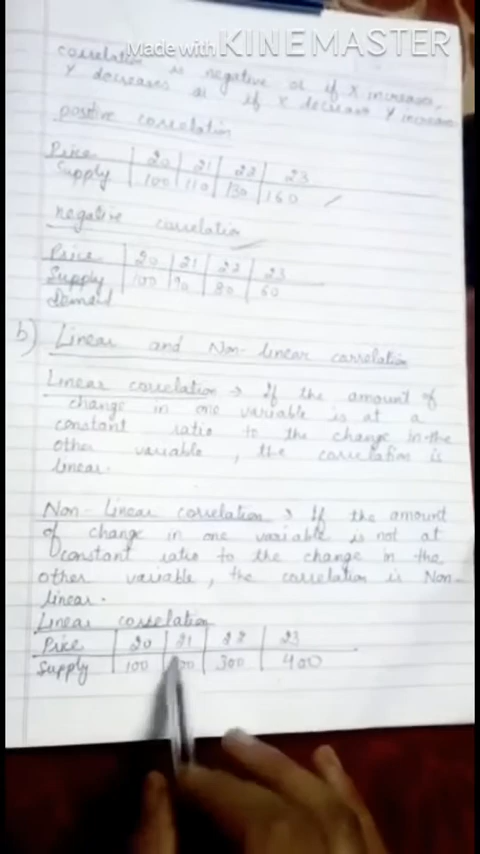 Made with KINEMASTER
correlation is negative or if X increases,
Y decreases or if X decrease Y increase
positive correlation
Price 20 21 22 23
Supply 100 110 130 160
negative correlation
Price 20 21 22 23
Supply 100 90 80 60
demand
b) Linear and Non-linear correlation
Linear correlation → If the amount of
change in one variable is at a
constant ratio to the change in the
other variable, the correlation is
linear.
Non-Linear correlation → If the amount
of change in one variable is not at
constant ratio to the change in the
other variable, the correlation is Non-
linear.
Linear correlation
Price 20 21 22 23
Supply 100 300 400